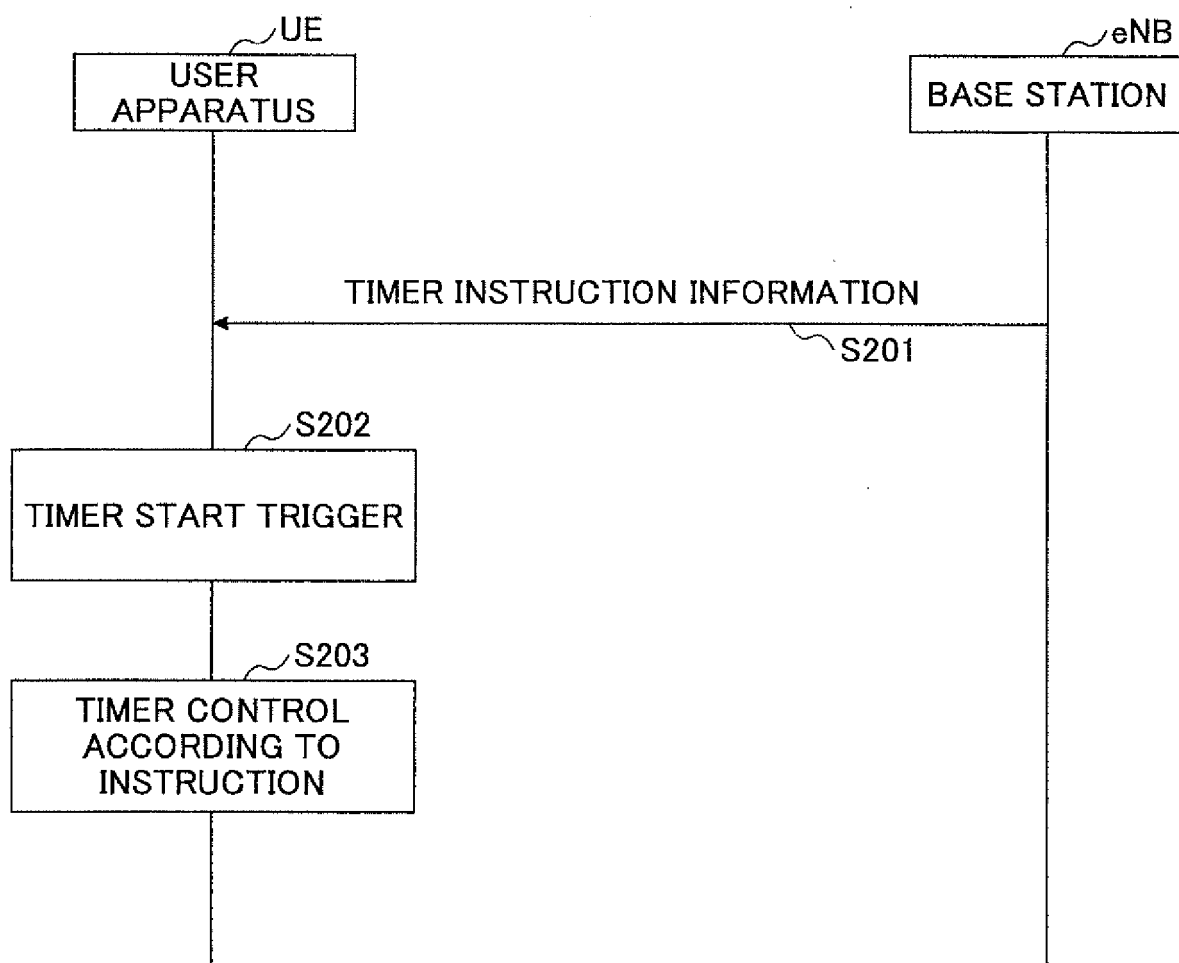 UE
USER
APPARATUS
eNB
BASE STATION
TIMER INSTRUCTION INFORMATION
S201
S202
TIMER START TRIGGER
S203
TIMER CONTROL
ACCORDING TO
INSTRUCTION